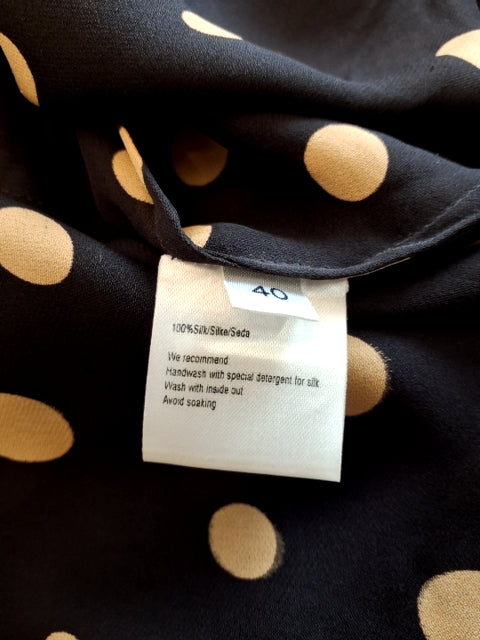 40
100%Silk/Silke/Seda
We recommend
Handwash with special detergent for silk
Wash with inside out
Avoid soaking